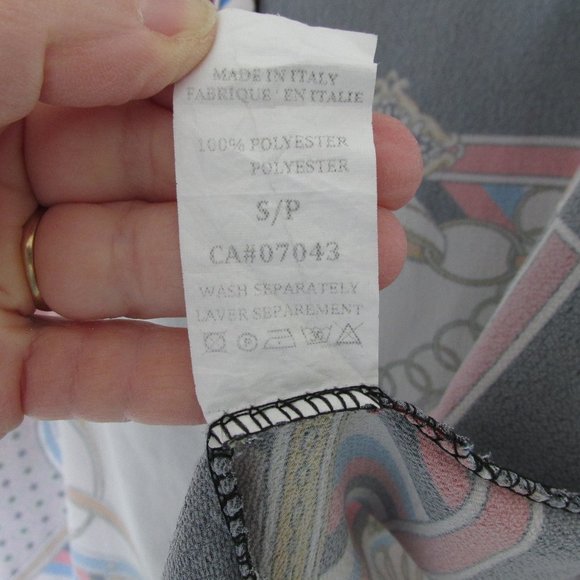 MADE IN ITALY
FABRIQUE' EN ITALIE
100% POLYESTER
POLYESTER
S/P
CA#07043
WASH SEPARATELY
LAVER SEPAREMENT